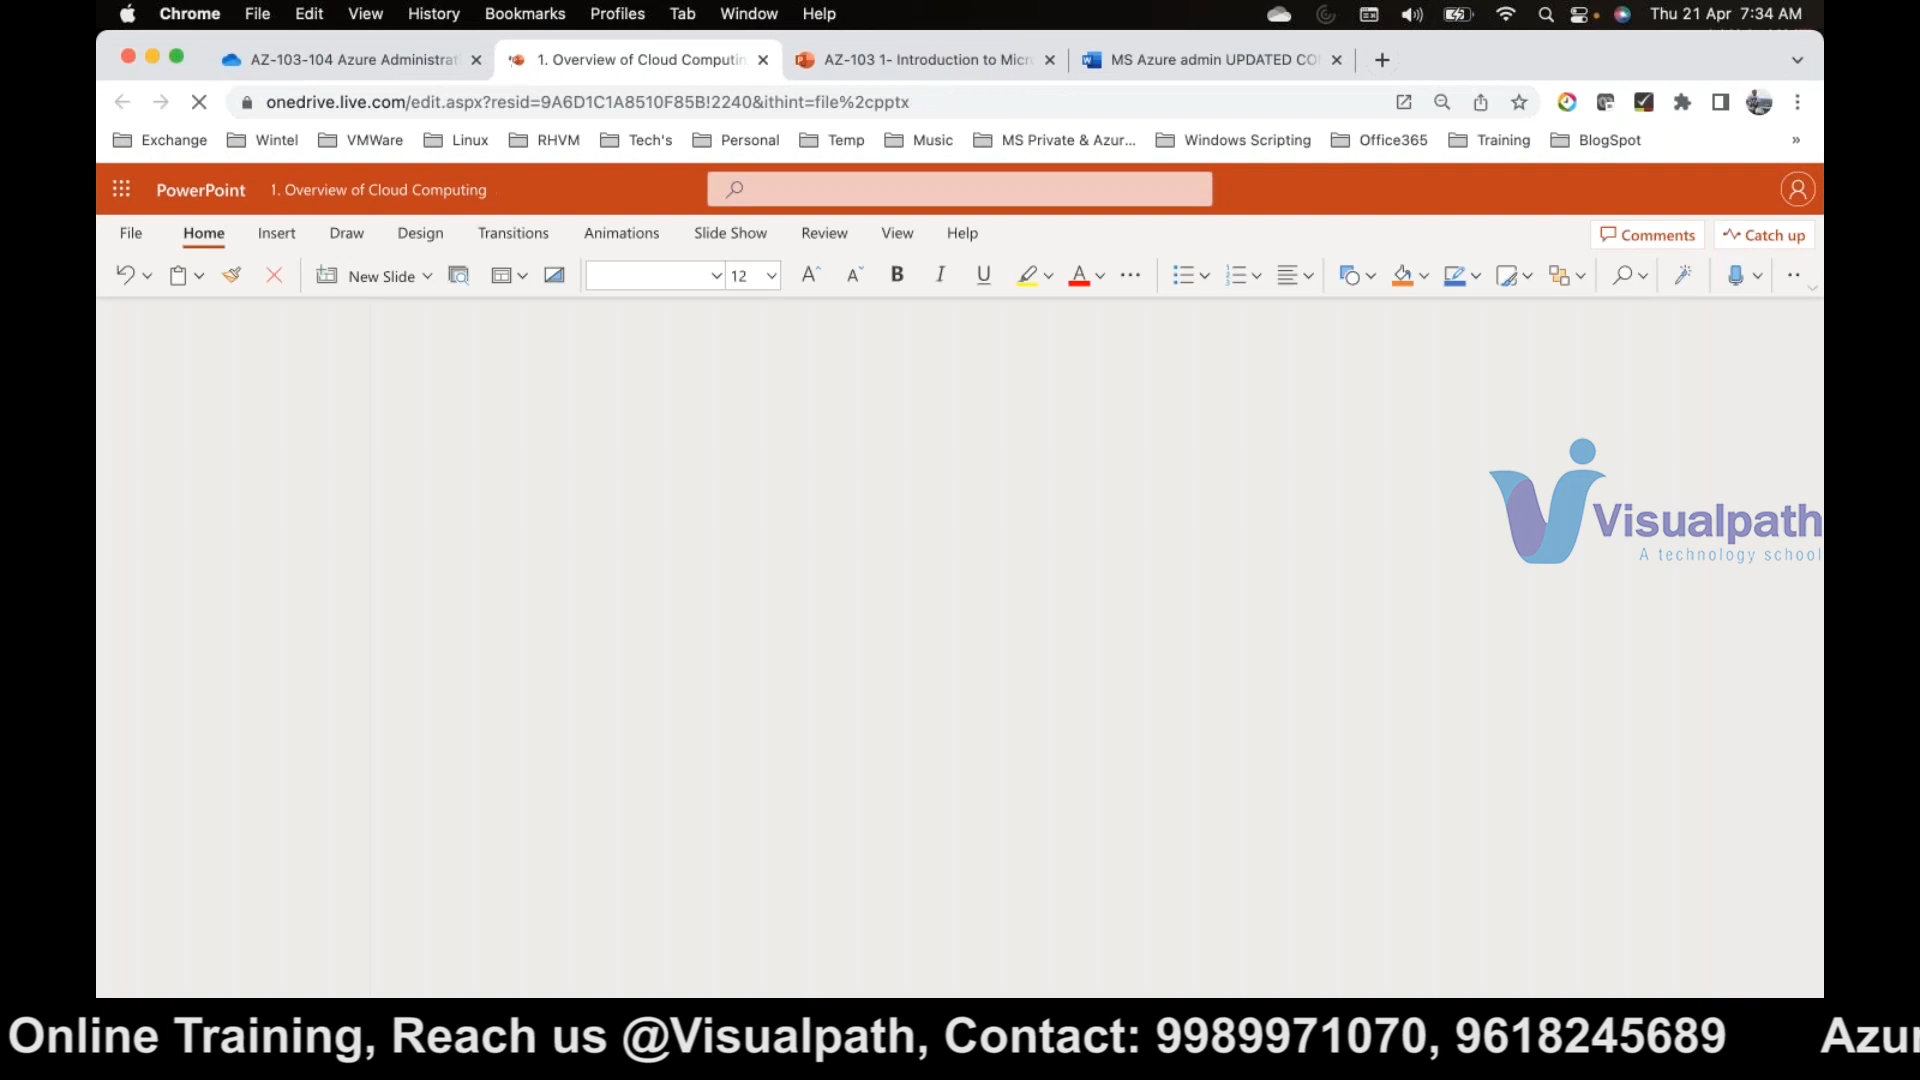 Chrome File Edit View History Bookmarks Profiles Tab Window Help Thu 21 Apr 7:34 AM
AZ-103-104 Azure Administrat 1. Overview of Cloud Computin AZ-103 1- Introduction to Micr MS Azure admin UPDATED CO
onedrive.live.com/edit.aspx?resid=9A6D1C1A8510F85B!2240&ithint=file%2cpptx
Exchange Wintel VMWare Linux RHVM Tech's Personal Temp Music MS Private & Azur... Windows Scripting Office365 Training BlogSpot »
PowerPoint 1. Overview of Cloud Computing
File Home Insert Draw Design Transitions Animations Slide Show Review View Help Comments Catch up
New Slide 12 A A B I U A
Visualpath
A technology school
Online Training, Reach us @Visualpath, Contact: 9989971070, 9618245689 Azur